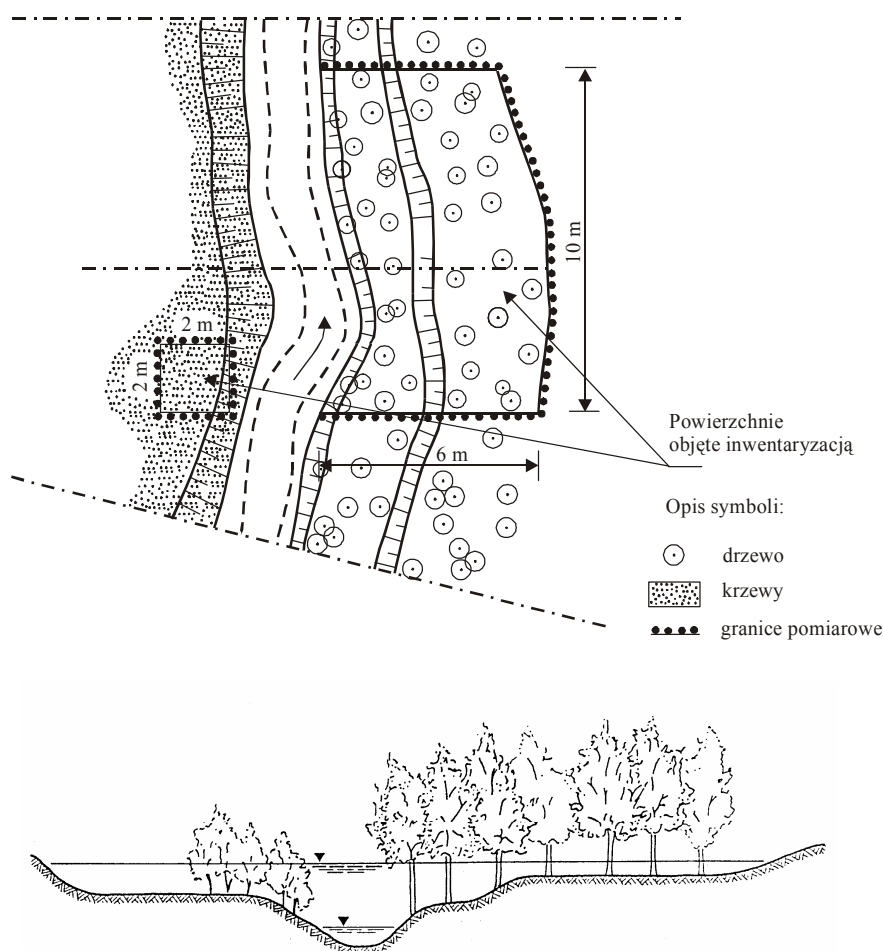 10 m
2 m
2 m
Powierzchnie
objęte inwentaryzacją
6 m
Opis symboli:
drzewo
krzewy
granice pomiarowe